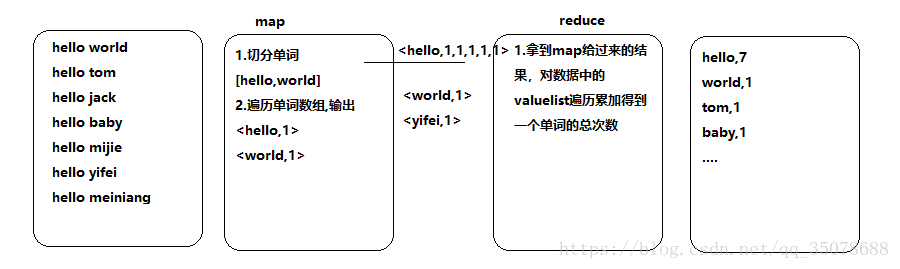 map
reduce
hello world
hello tom
hello jack
hello baby
hello mijie
hello yifei
hello meiniang
1.切分单词
[hello,world]
2.遍历单词数组,输出
<hello,1>
<world,1>
<hello,1,1,1,1,1>
<world,1>
<yifei,1>
1.拿到map给过来的结
果，对数据中的
valuelist遍历累加得到
一个单词的总次数
hello,7
world,1
tom,1
baby,1
....
https://blog.csdn.net/qq_35078688